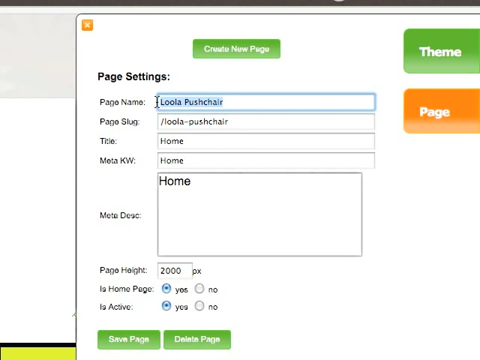 Create New Page
Theme
Page Settings:
Page Name: Loola Pushchair
Page
Page Slug: /loola-pushchair
Title: Home
Meta KW: Home
Home
Meta Desc:
Page Height: 2000 px
Is Home Page: yes no
Is Active: yes no
Save Page Delete Page